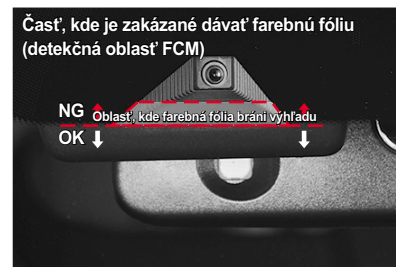 Časť, kde je zakázané dávať farebnú fóliu
(detekčná oblasť FCM)
NG
Oblasť, kde farebná fólia bráni výhľadu
OK